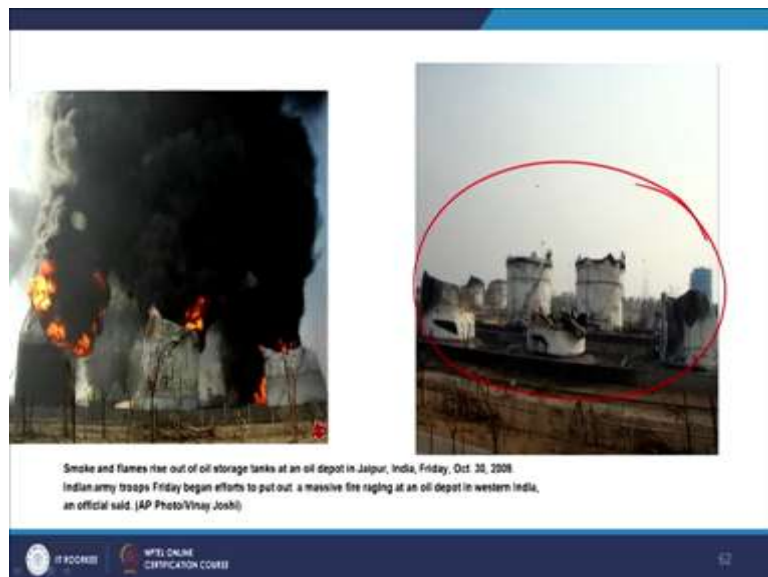 Smoke and flames rise out of oil storage tanks at an oil depot in Jaipur, India, Friday, Oct. 30, 2009.
Indian army troops Friday began efforts to put out a massive fire raging at an oil depot in western India,
an official said. (AP Photo/Vinay Joshi)
IIT ROORKEE
NPTEL ONLINE
CERTIFICATION COURSE
62